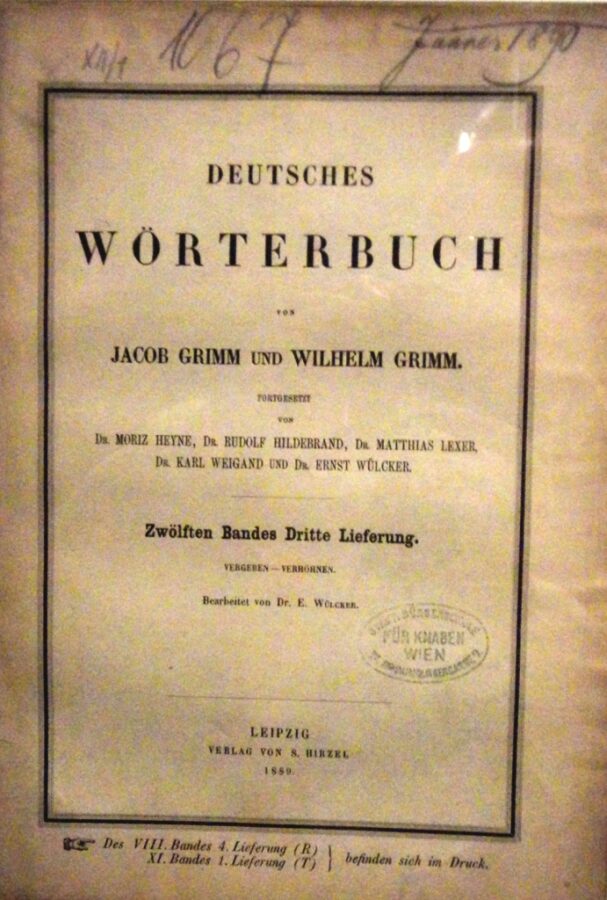 XII/1 1067 Jänner 1890
DEUTSCHES
WÖRTERBUCH
VON
JACOB GRIMM UND WILHELM GRIMM.
FORTGESETZT
VON
DR. MORIZ HEYNE, DR. RUDOLF HILDEBRAND, DR. MATTHIAS LEXER,
DR. KARL WEIGAND UND DR. ERNST WÜLCKER.
Zwölften Bandes Dritte Lieferung.
VERGEBEN — VERHÖHNEN.
Bearbeitet von Dr. E. WÜLCKER.
FÜR KNABEN
WIEN
LEIPZIG
VERLAG VON S. HIRZEL
1889.
☞ Des VIII. Bandes 4. Lieferung (R)
XI. Bandes 1. Lieferung (T) } befinden sich im Druck.